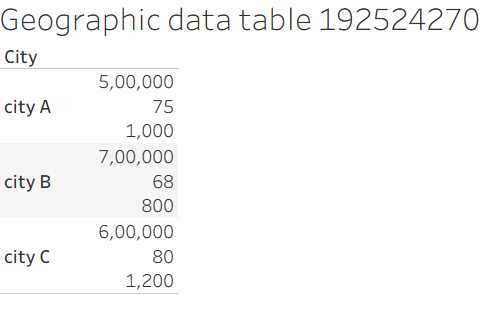 Geographic data table 192524270
City
5,00,000
city A 75
1,000
7,00,000
city B 68
800
6,00,000
city C 80
1,200